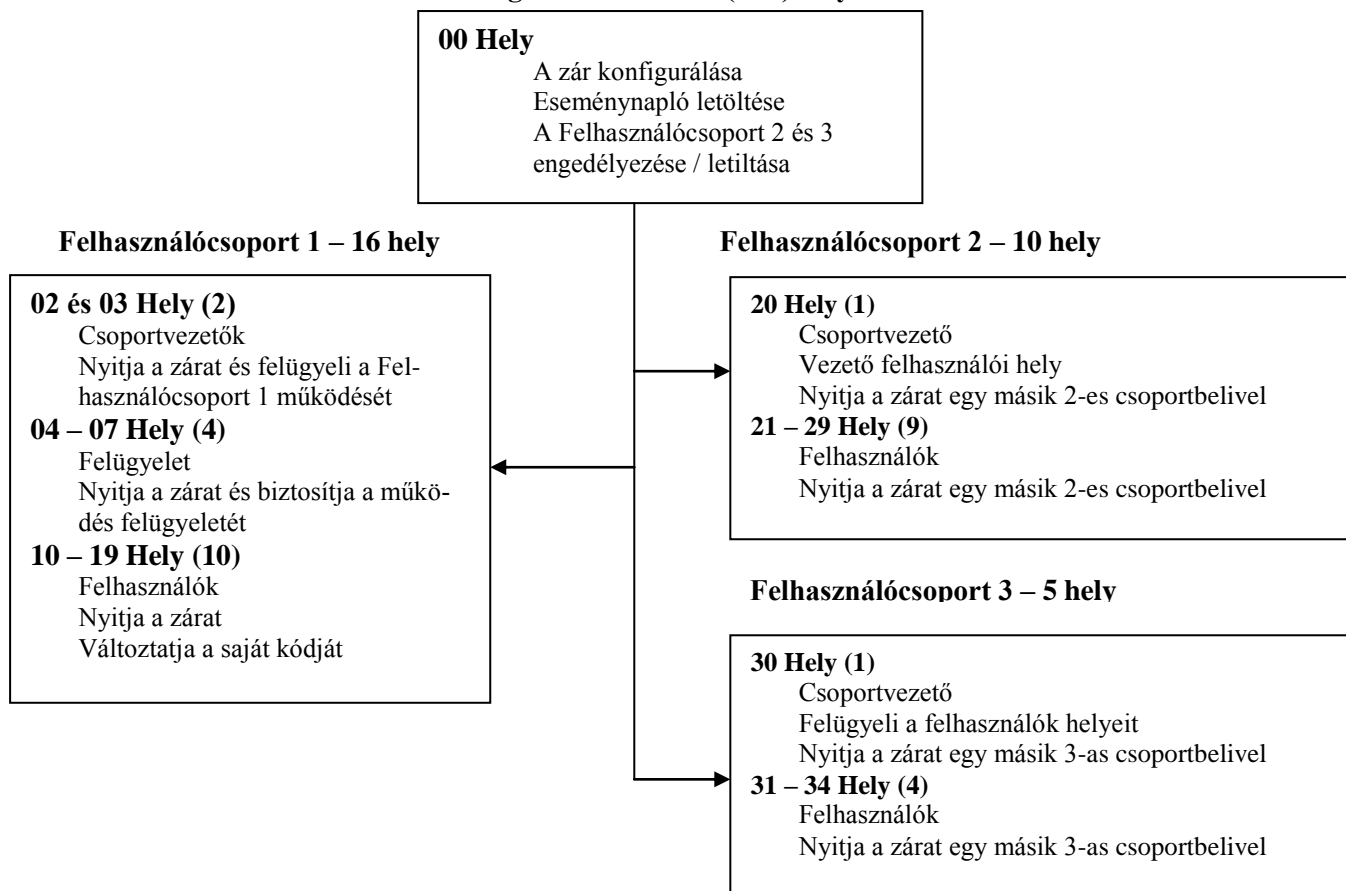 00 Hely
A zár konfigurálása
Eseménynapló letöltése
A Felhasználócsoport 2 és 3
engedélyezése / letiltása
Felhasználócsoport 1 – 16 hely
02 és 03 Hely (2)
Csoportvezetők
Nyitja a zárat és felügyeli a Fel-
használócsoport 1 működését
04 – 07 Hely (4)
Felügyelet
Nyitja a zárat és biztosítja a műkö-
dés felügyeletét
10 – 19 Hely (10)
Felhasználók
Nyitja a zárat
Változtatja a saját kódját
Felhasználócsoport 2 – 10 hely
20 Hely (1)
Csoportvezető
Vezető felhasználói hely
Nyitja a zárat egy másik 2-es csoportbelivel
21 – 29 Hely (9)
Felhasználók
Nyitja a zárat egy másik 2-es csoportbelivel
Felhasználócsoport 3 – 5 hely
30 Hely (1)
Csoportvezető
Felügyeli a felhasználók helyeit
Nyitja a zárat egy másik 3-as csoportbelivel
31 – 34 Hely (4)
Felhasználók
Nyitja a zárat egy másik 3-as csoportbelivel